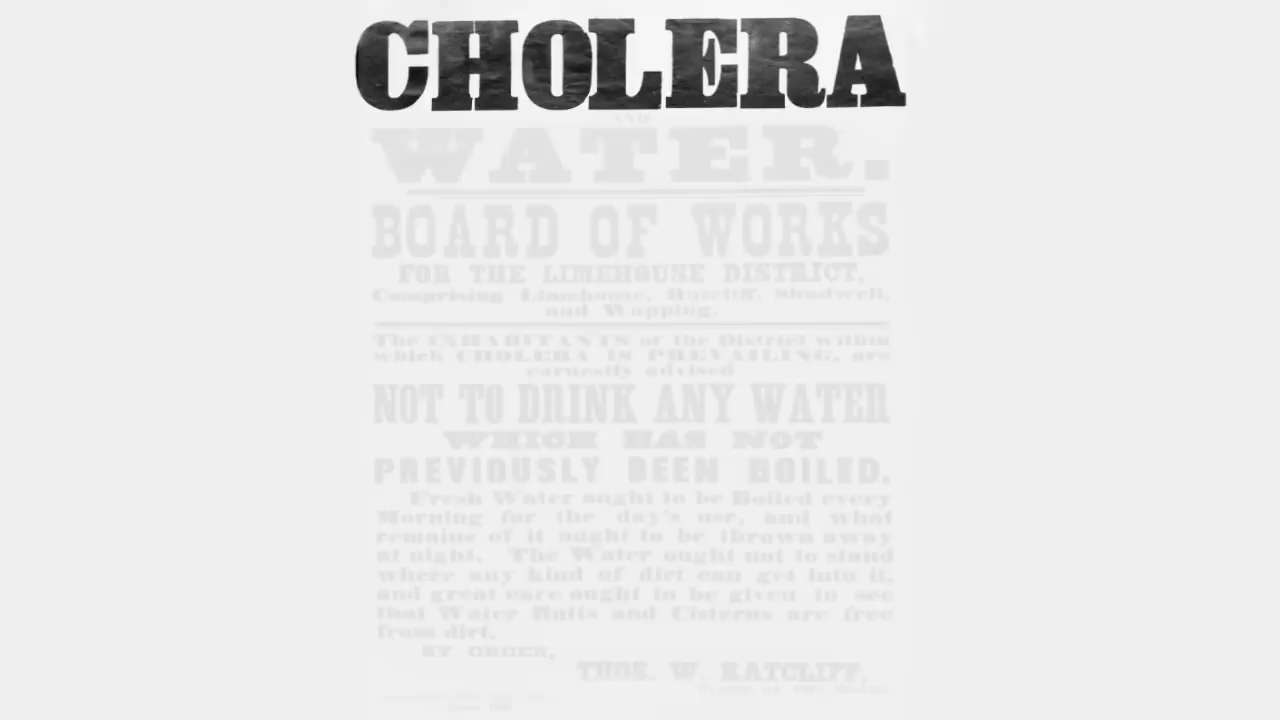 CHOLERA
AND
WATER.
BOARD OF WORKS
FOR THE LIMEHOUSE DISTRICT,
Comprising Limehouse, Ratcliff, Shadwell,
and Wapping.
The INHABITANTS of the District within
which CHOLERA IS PREVAILING, are
earnestly advised
NOT TO DRINK ANY WATER
WHICH HAS NOT
PREVIOUSLY BEEN BOILED.
Fresh Water ought to be Boiled every
Morning for the day's use, and what
remains of it ought to be thrown away
at night. The Water ought not to stand
where any kind of dirt can get into it,
and great care ought to be given to see
that Water Butts and Cisterns are free
from dirt.
BY ORDER,
THOS. W. RATCLIFF,